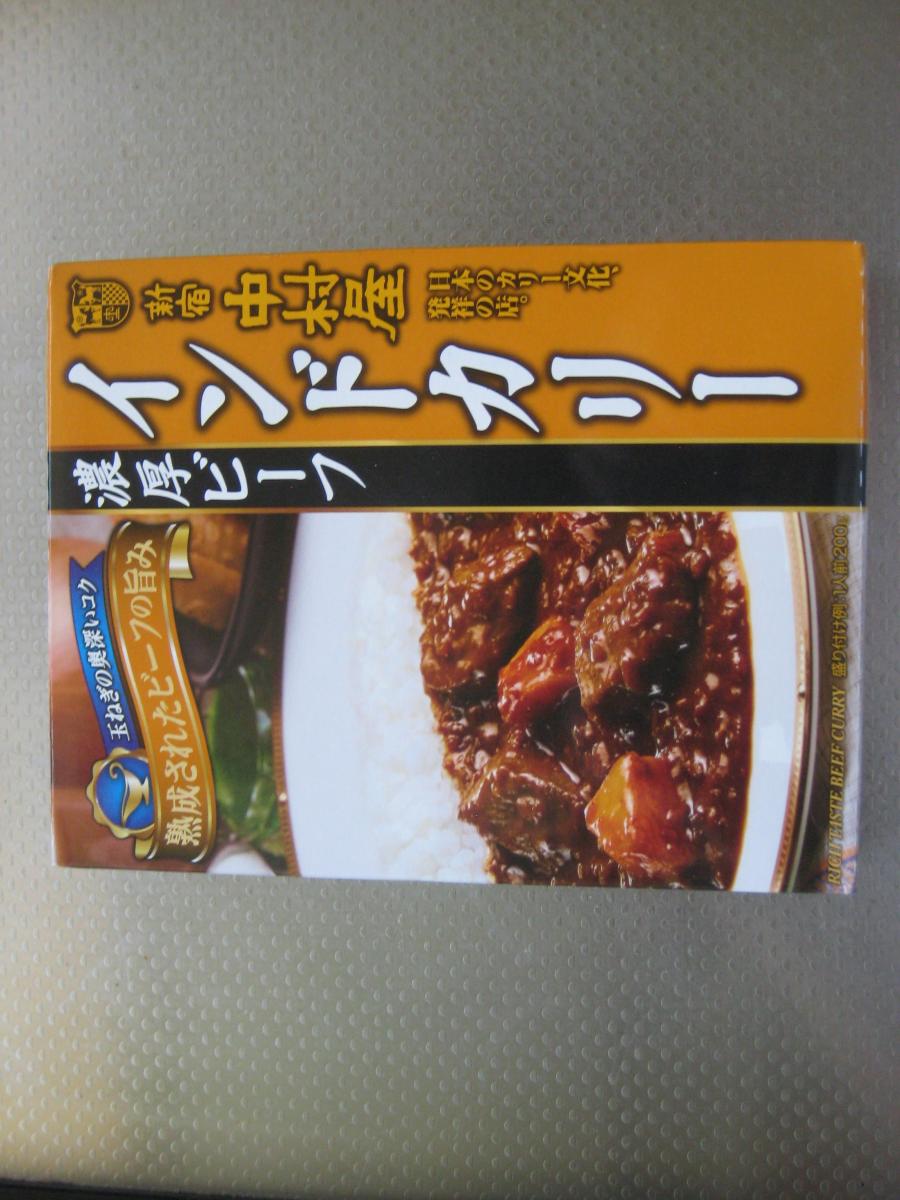 新宿
中村屋
日本のカリー文化、
発祥の店。
インドカリー
濃厚ビーフ
玉ねぎの奥深いコク
熟成されたビーフの旨み
RICH TASTE BEEF CURRY 盛り付け例:1人前200g